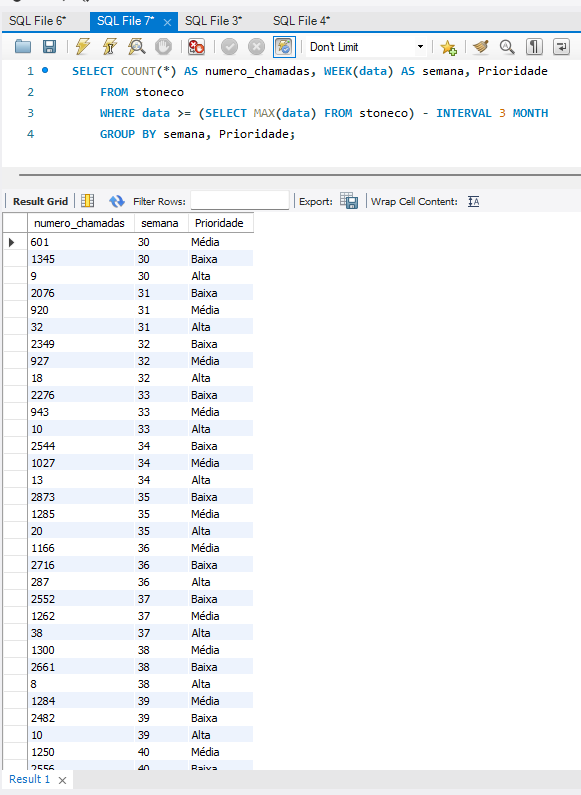 SQL File 6* SQL File 7* SQL File 3* SQL File 4*
Don't Limit
1 SELECT COUNT(*) AS numero_chamadas, WEEK(data) AS semana, Prioridade
2 FROM stoneco
3 WHERE data >= (SELECT MAX(data) FROM stoneco) - INTERVAL 3 MONTH
4 GROUP BY semana, Prioridade;
Result Grid Filter Rows: Export: Wrap Cell Content:
numero_chamadas semana Prioridade
601 30 Média
1345 30 Baixa
9 30 Alta
2076 31 Baixa
920 31 Média
32 31 Alta
2349 32 Baixa
927 32 Média
18 32 Alta
2276 33 Baixa
943 33 Média
10 33 Alta
2544 34 Baixa
1027 34 Média
13 34 Alta
2873 35 Baixa
1285 35 Média
20 35 Alta
1166 36 Média
2716 36 Baixa
287 36 Alta
2552 37 Baixa
1262 37 Média
38 37 Alta
1300 38 Média
2661 38 Baixa
8 38 Alta
1284 39 Média
2482 39 Baixa
10 39 Alta
1250 40 Média
2556 40 Baixa
Result 1